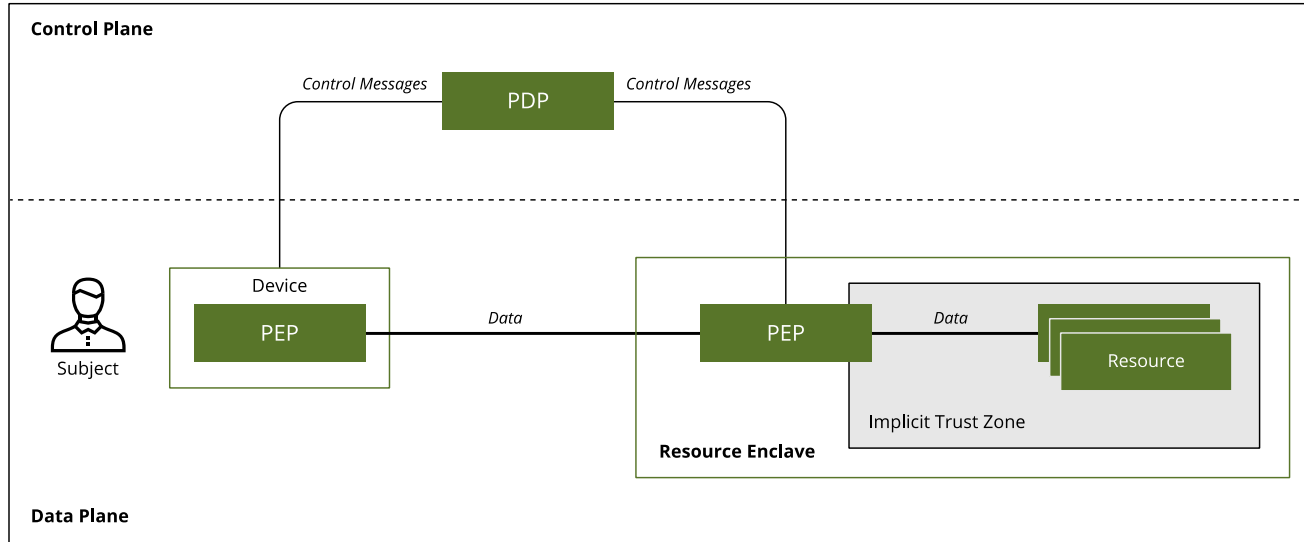 Control Plane
Control Messages
PDP
Control Messages
Device
PEP
Subject
Data
PEP
Data
Resource
Implicit Trust Zone
Resource Enclave
Data Plane